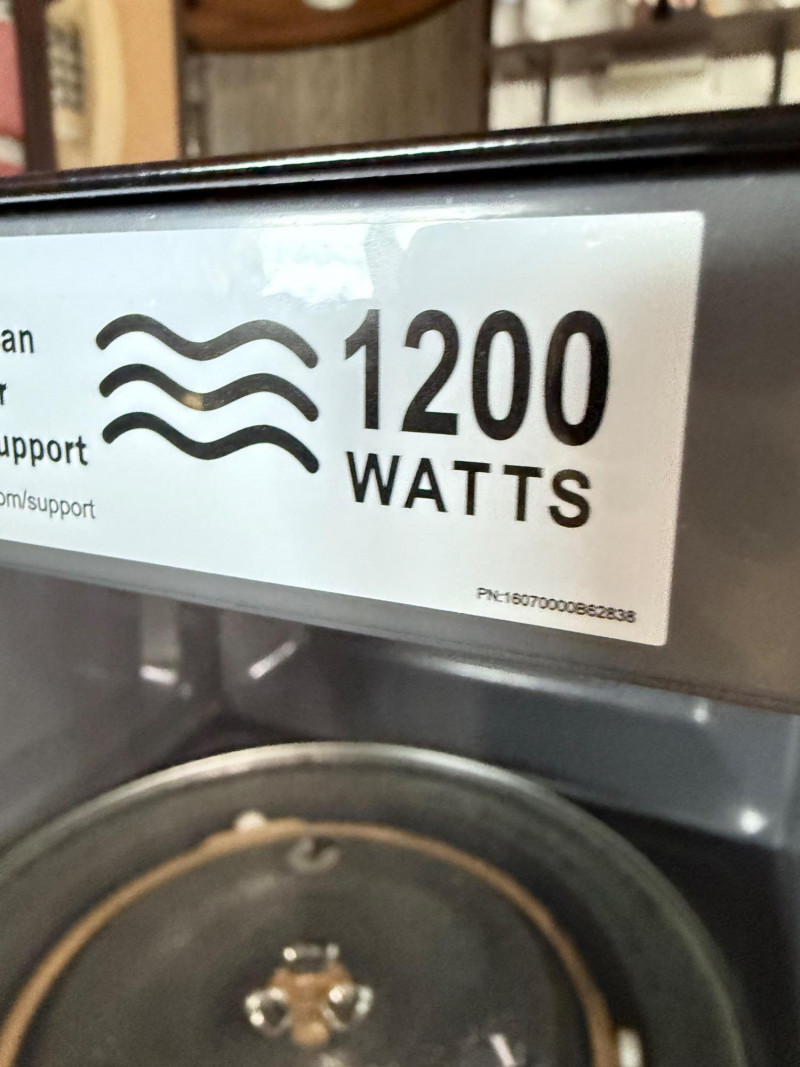 an
r
upport
om/support
1200
WATTS
PN:16070000B62838